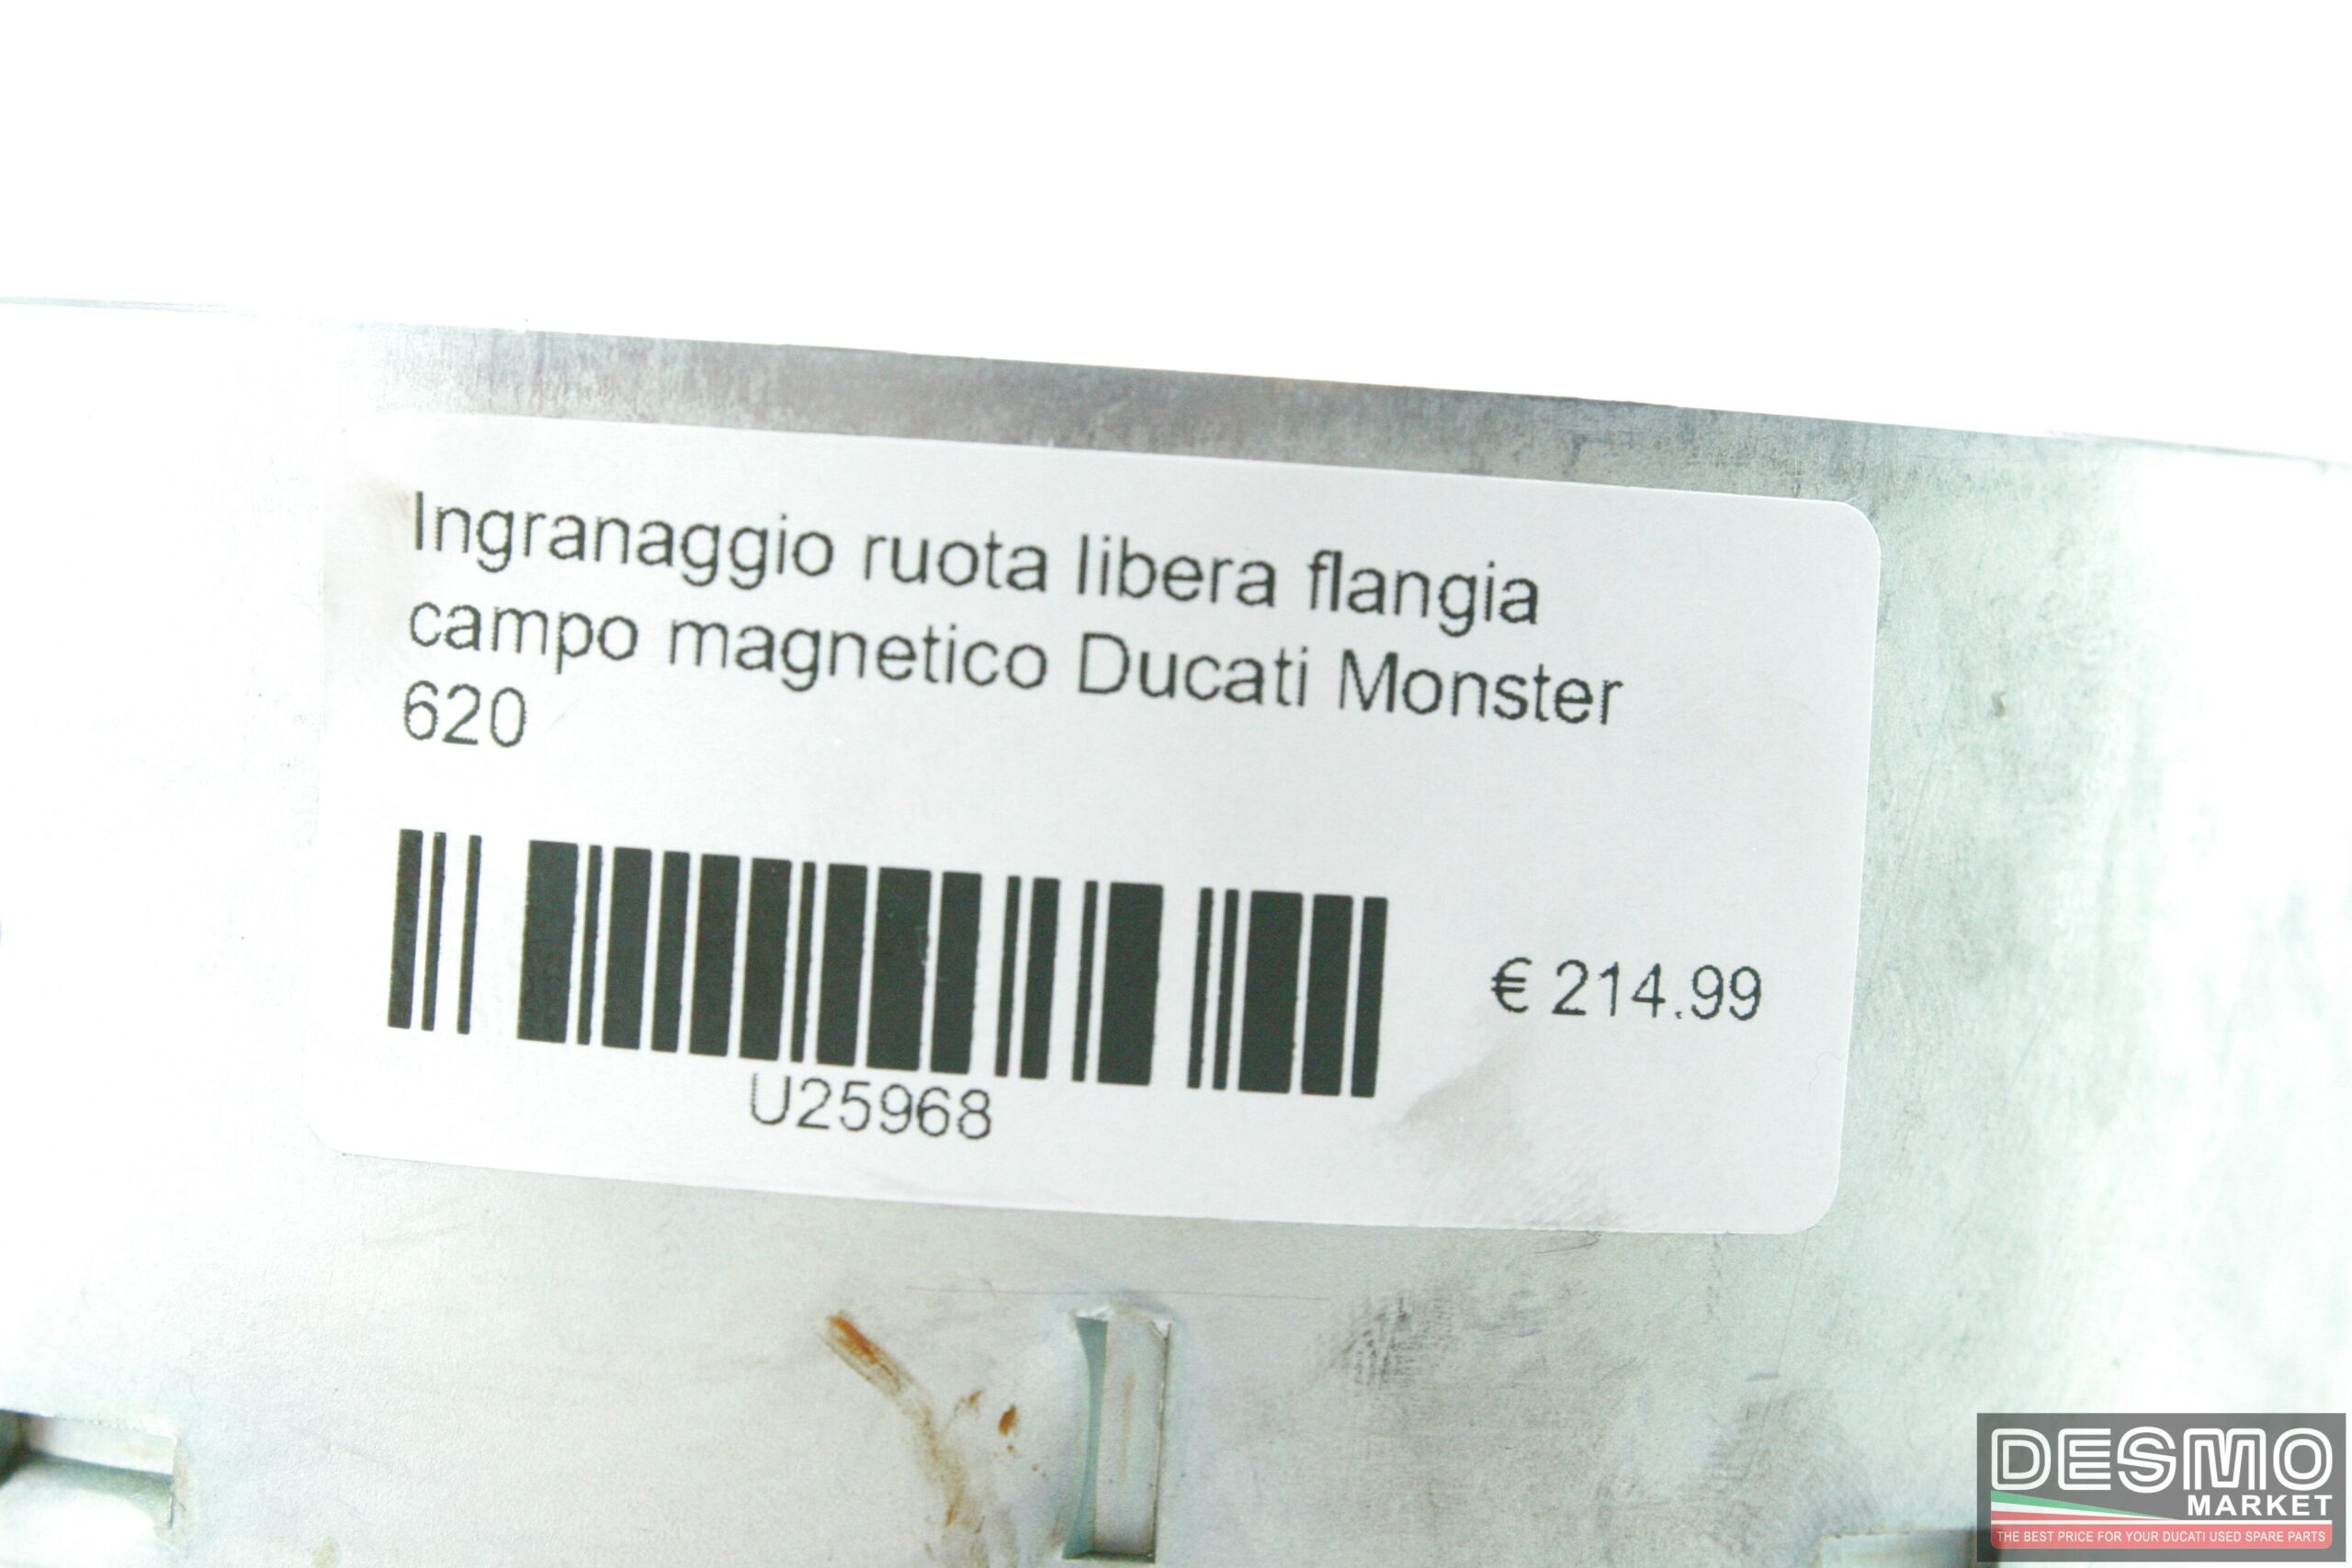 Ingranaggio ruota libera flangia
campo magnetico Ducati Monster
620
€ 214.99
U25968
DESMO
MARKET
THE BEST PRICE FOR YOUR DUCATI USED SPARE PARTS